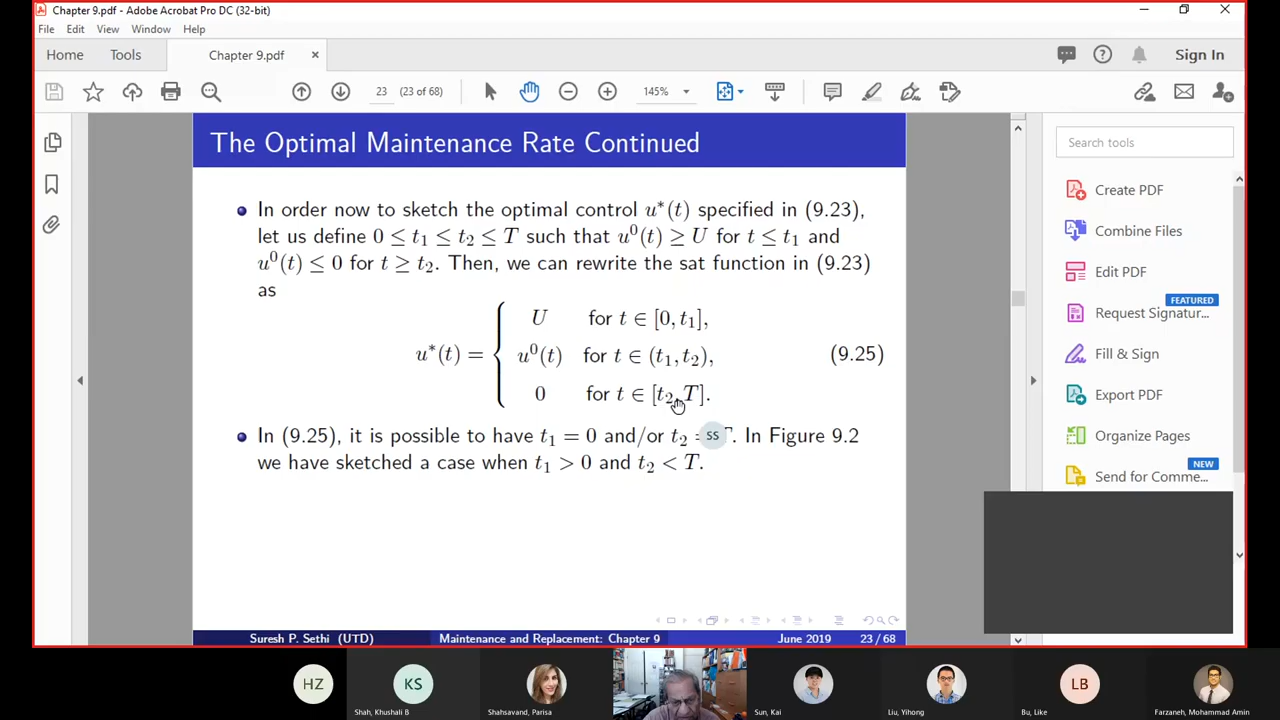 Chapter 9.pdf - Adobe Acrobat Pro DC (32-bit)
File Edit View Window Help
Home Tools Chapter 9.pdf × Sign In
23 (23 of 68) 145%
The Optimal Maintenance Rate Continued
In order now to sketch the optimal control u*(t) specified in (9.23),
let us define 0 ≤ t₁ ≤ t₂ ≤ T such that u⁰(t) ≥ U for t ≤ t₁ and
u⁰(t) ≤ 0 for t ≥ t₂. Then, we can rewrite the sat function in (9.23)
as
U for t ∈ [0, t₁],
u*(t) = { u⁰(t) for t ∈ (t₁, t₂), (9.25)
0 for t ∈ [t₂, T].
In (9.25), it is possible to have t₁ = 0 and/or t₂ = T. In Figure 9.2
we have sketched a case when t₁ > 0 and t₂ < T.
ss
Suresh P. Sethi (UTD) Maintenance and Replacement: Chapter 9 June 2019 23 / 68
Search tools
Create PDF
Combine Files
Edit PDF
FEATURED
Request Signatur...
Fill & Sign
Export PDF
Organize Pages
NEW
Send for Comme...
HZ KS LB
Shah, Khushali B Shahsavand, Parisa Sun, Kai Liu, Yihong Bu, Like Farzaneh, Mohammad Amin